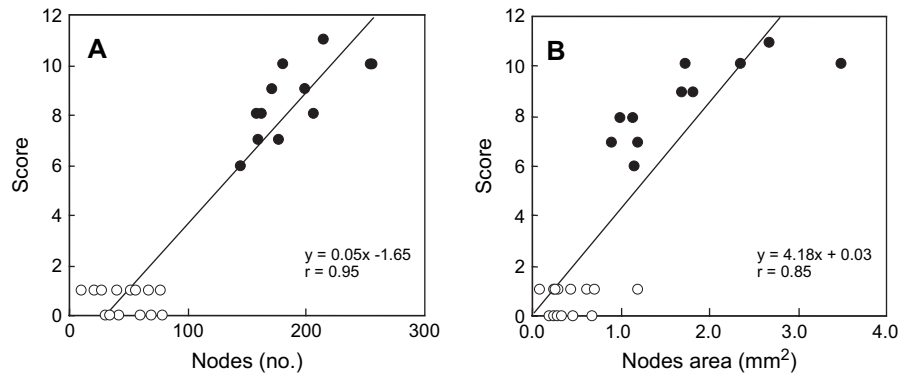 A
12
10
8
6
4
2
0
Score
0 100 200 300
Nodes (no.)
y = 0.05x -1.65
r = 0.95
B
12
10
8
6
4
2
0
Score
0.0 1.0 2.0 3.0 4.0
Nodes area (mm²)
y = 4.18x + 0.03
r = 0.85